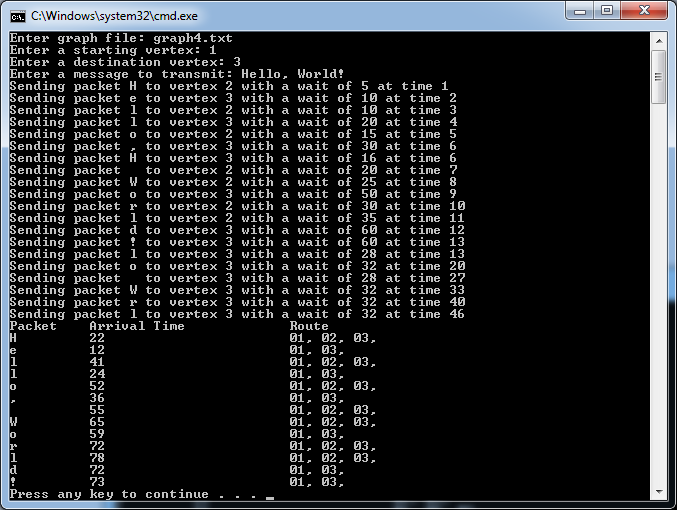 C:\Windows\system32\cmd.exe
Enter graph file: graph4.txt
Enter a starting vertex: 1
Enter a destination vertex: 3
Enter a message to transmit: Hello, World!
Sending packet H to vertex 2 with a wait of 5 at time 1
Sending packet e to vertex 3 with a wait of 10 at time 2
Sending packet l to vertex 2 with a wait of 10 at time 3
Sending packet l to vertex 3 with a wait of 20 at time 4
Sending packet o to vertex 2 with a wait of 15 at time 5
Sending packet , to vertex 3 with a wait of 30 at time 6
Sending packet H to vertex 3 with a wait of 16 at time 6
Sending packet   to vertex 2 with a wait of 20 at time 7
Sending packet W to vertex 2 with a wait of 25 at time 8
Sending packet o to vertex 3 with a wait of 50 at time 9
Sending packet r to vertex 2 with a wait of 30 at time 10
Sending packet l to vertex 2 with a wait of 35 at time 11
Sending packet d to vertex 3 with a wait of 60 at time 12
Sending packet ! to vertex 3 with a wait of 60 at time 13
Sending packet l to vertex 3 with a wait of 28 at time 13
Sending packet o to vertex 3 with a wait of 32 at time 20
Sending packet   to vertex 3 with a wait of 28 at time 27
Sending packet W to vertex 3 with a wait of 32 at time 33
Sending packet r to vertex 3 with a wait of 32 at time 40
Sending packet l to vertex 3 with a wait of 32 at time 46
Packet    Arrival Time             Route
H         22                       01, 02, 03,
e         12                       01, 03,
l         41                       01, 02, 03,
l         24                       01, 03,
o         52                       01, 02, 03,
,         36                       01, 03,
          55                       01, 02, 03,
W         65                       01, 02, 03,
o         59                       01, 03,
r         72                       01, 02, 03,
l         78                       01, 02, 03,
d         72                       01, 03,
!         73                       01, 03,
Press any key to continue . . . _